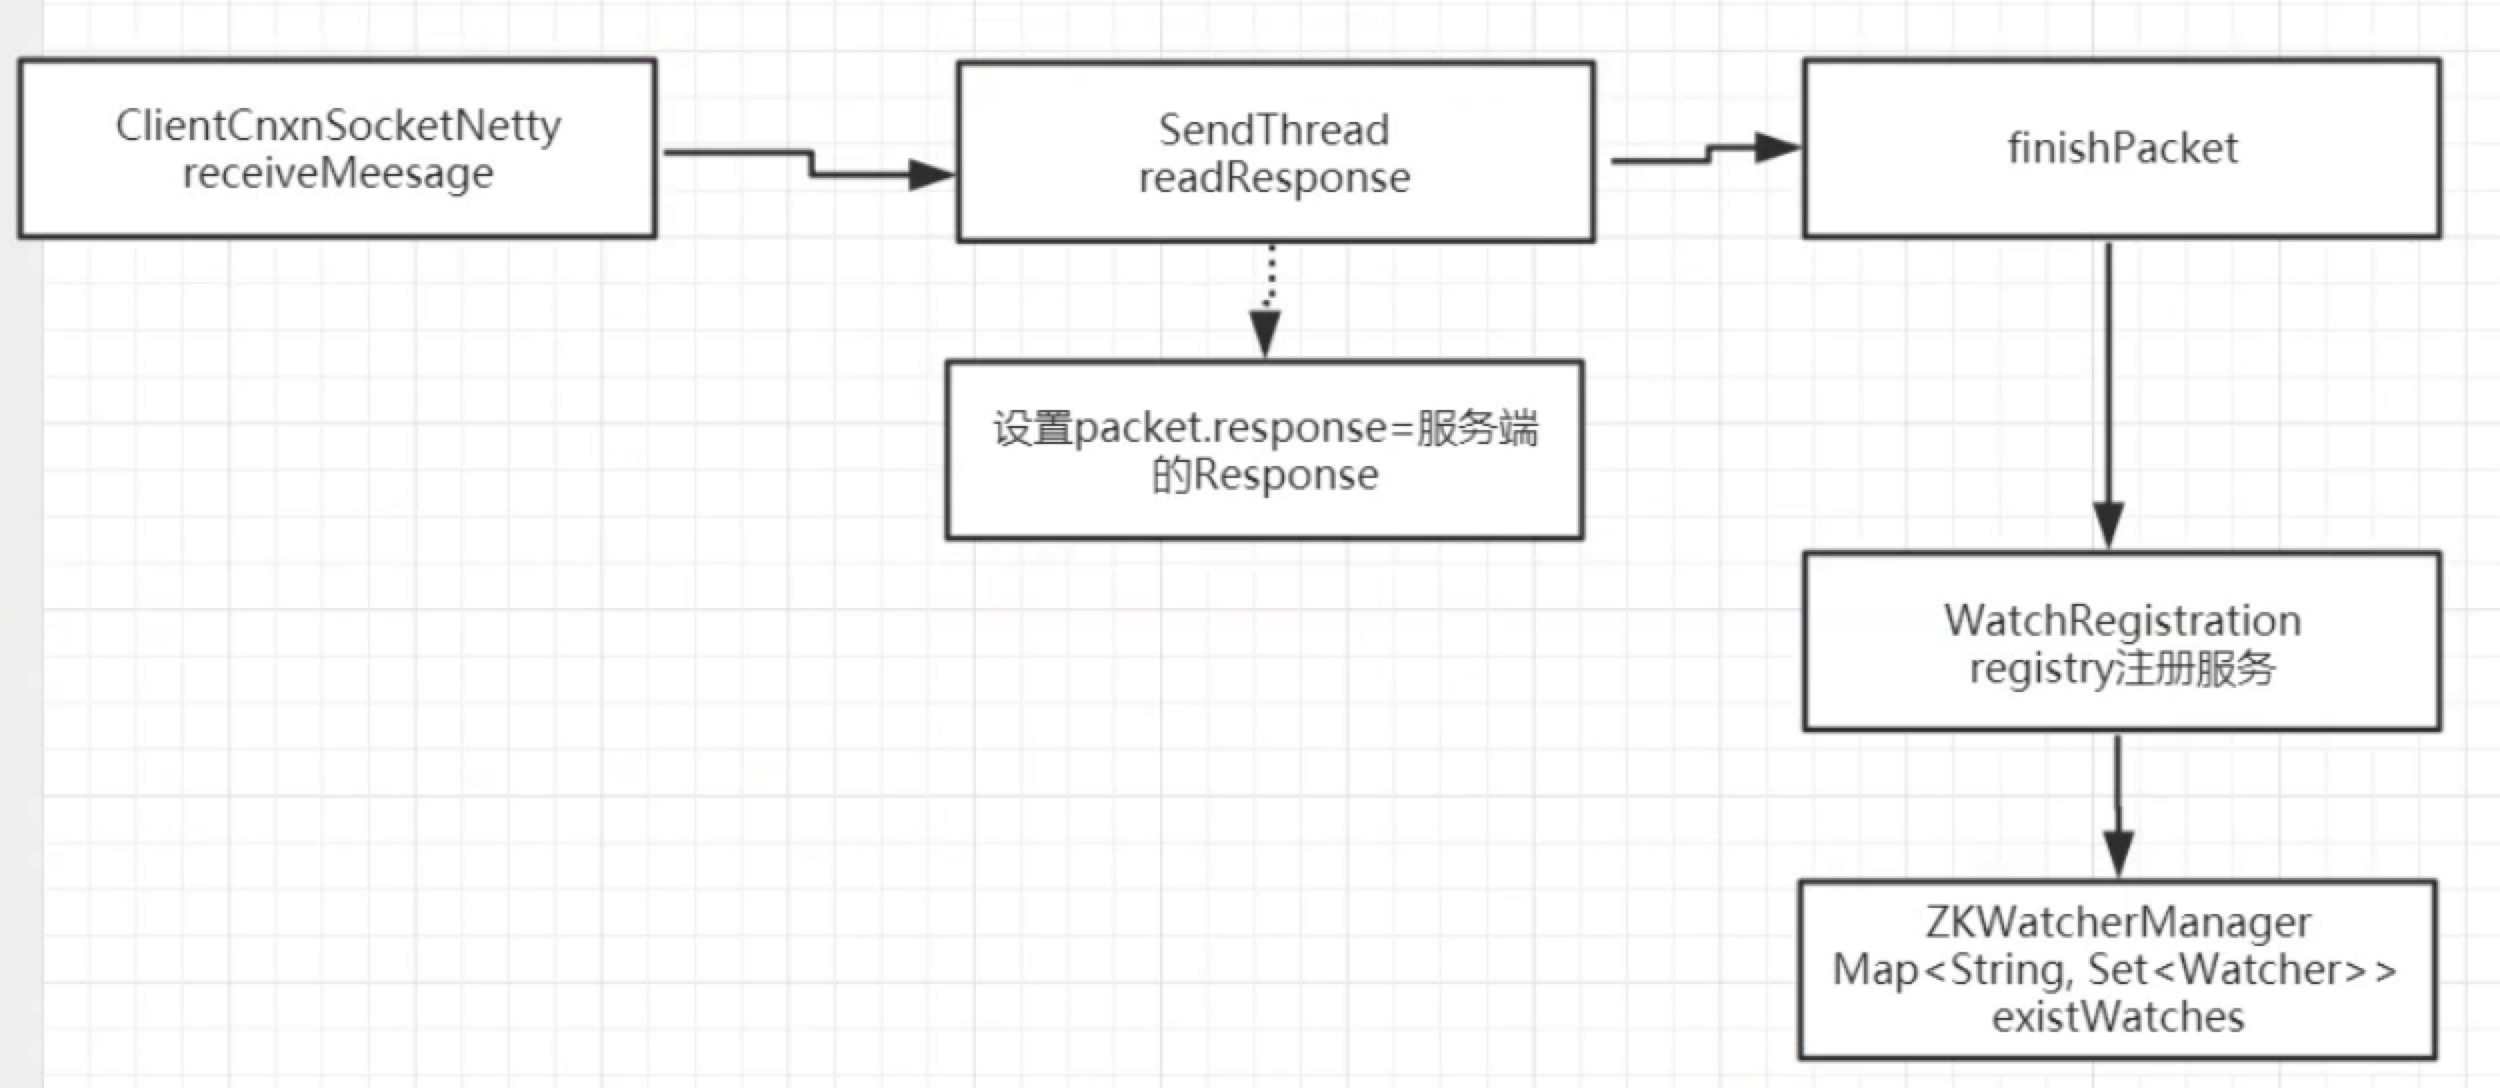 ClientCnxnSocketNetty
receiveMeesage
SendThread
readResponse
finishPacket
设置packet.response=服务端
的Response
WatchRegistration
registry注册服务
ZKWatcherManager
Map<String, Set<Watcher>>
existWatches